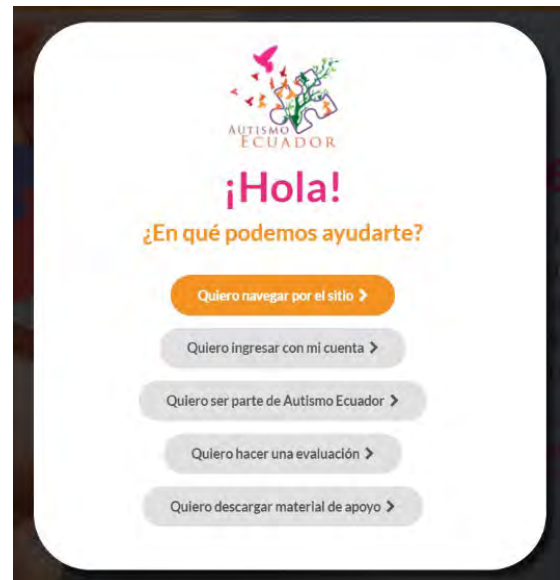 AUTISMO
ECUADOR
¡Hola!
¿En qué podemos ayudarte?
Quiero navegar por el sitio
Quiero ingresar con mi cuenta
Quiero ser parte de Autismo Ecuador
Quiero hacer una evaluación
Quiero descargar material de apoyo